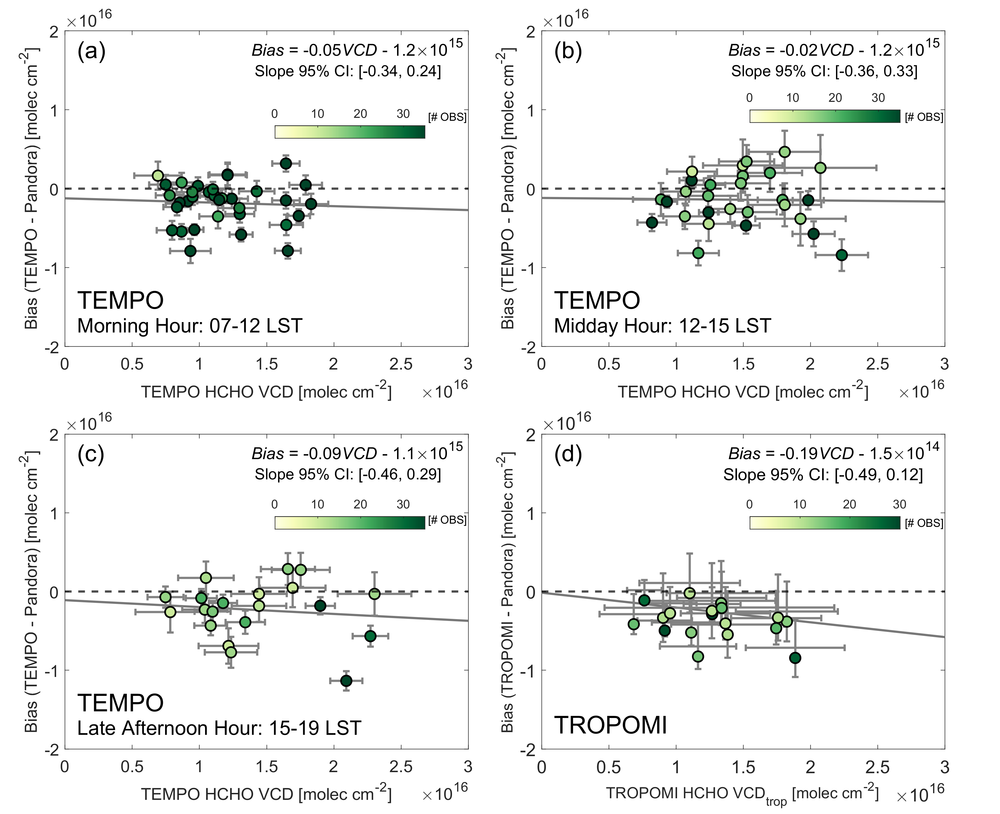 ×10^16
(a)
Bias = -0.05VCD - 1.2×10^15
Slope 95% CI: [-0.34, 0.24]
0 10 20 30
[# OBS]
2
1
0
-1
-2
Bias (TEMPO - Pandora) [molec cm^-2]
TEMPO
Morning Hour: 07-12 LST
0 0.5 1 1.5 2 2.5 3
TEMPO HCHO VCD [molec cm^-2] ×10^16
×10^16
(b)
Bias = -0.02VCD - 1.2×10^15
Slope 95% CI: [-0.36, 0.33]
0 10 20 30
[# OBS]
2
1
0
-1
-2
Bias (TEMPO - Pandora) [molec cm^-2]
TEMPO
Midday Hour: 12-15 LST
0 0.5 1 1.5 2 2.5 3
TEMPO HCHO VCD [molec cm^-2] ×10^16
×10^16
(c)
Bias = -0.09VCD - 1.1×10^15
Slope 95% CI: [-0.46, 0.29]
0 10 20 30
[# OBS]
2
1
0
-1
-2
Bias (TEMPO - Pandora) [molec cm^-2]
TEMPO
Late Afternoon Hour: 15-19 LST
0 0.5 1 1.5 2 2.5 3
TEMPO HCHO VCD [molec cm^-2] ×10^16
×10^16
(d)
Bias = -0.19VCD - 1.5×10^14
Slope 95% CI: [-0.49, 0.12]
0 10 20 30
[# OBS]
2
1
0
-1
-2
Bias (TROPOMI - Pandora) [molec cm^-2]
TROPOMI
0 0.5 1 1.5 2 2.5 3
TROPOMI HCHO VCD_trop [molec cm^-2] ×10^16